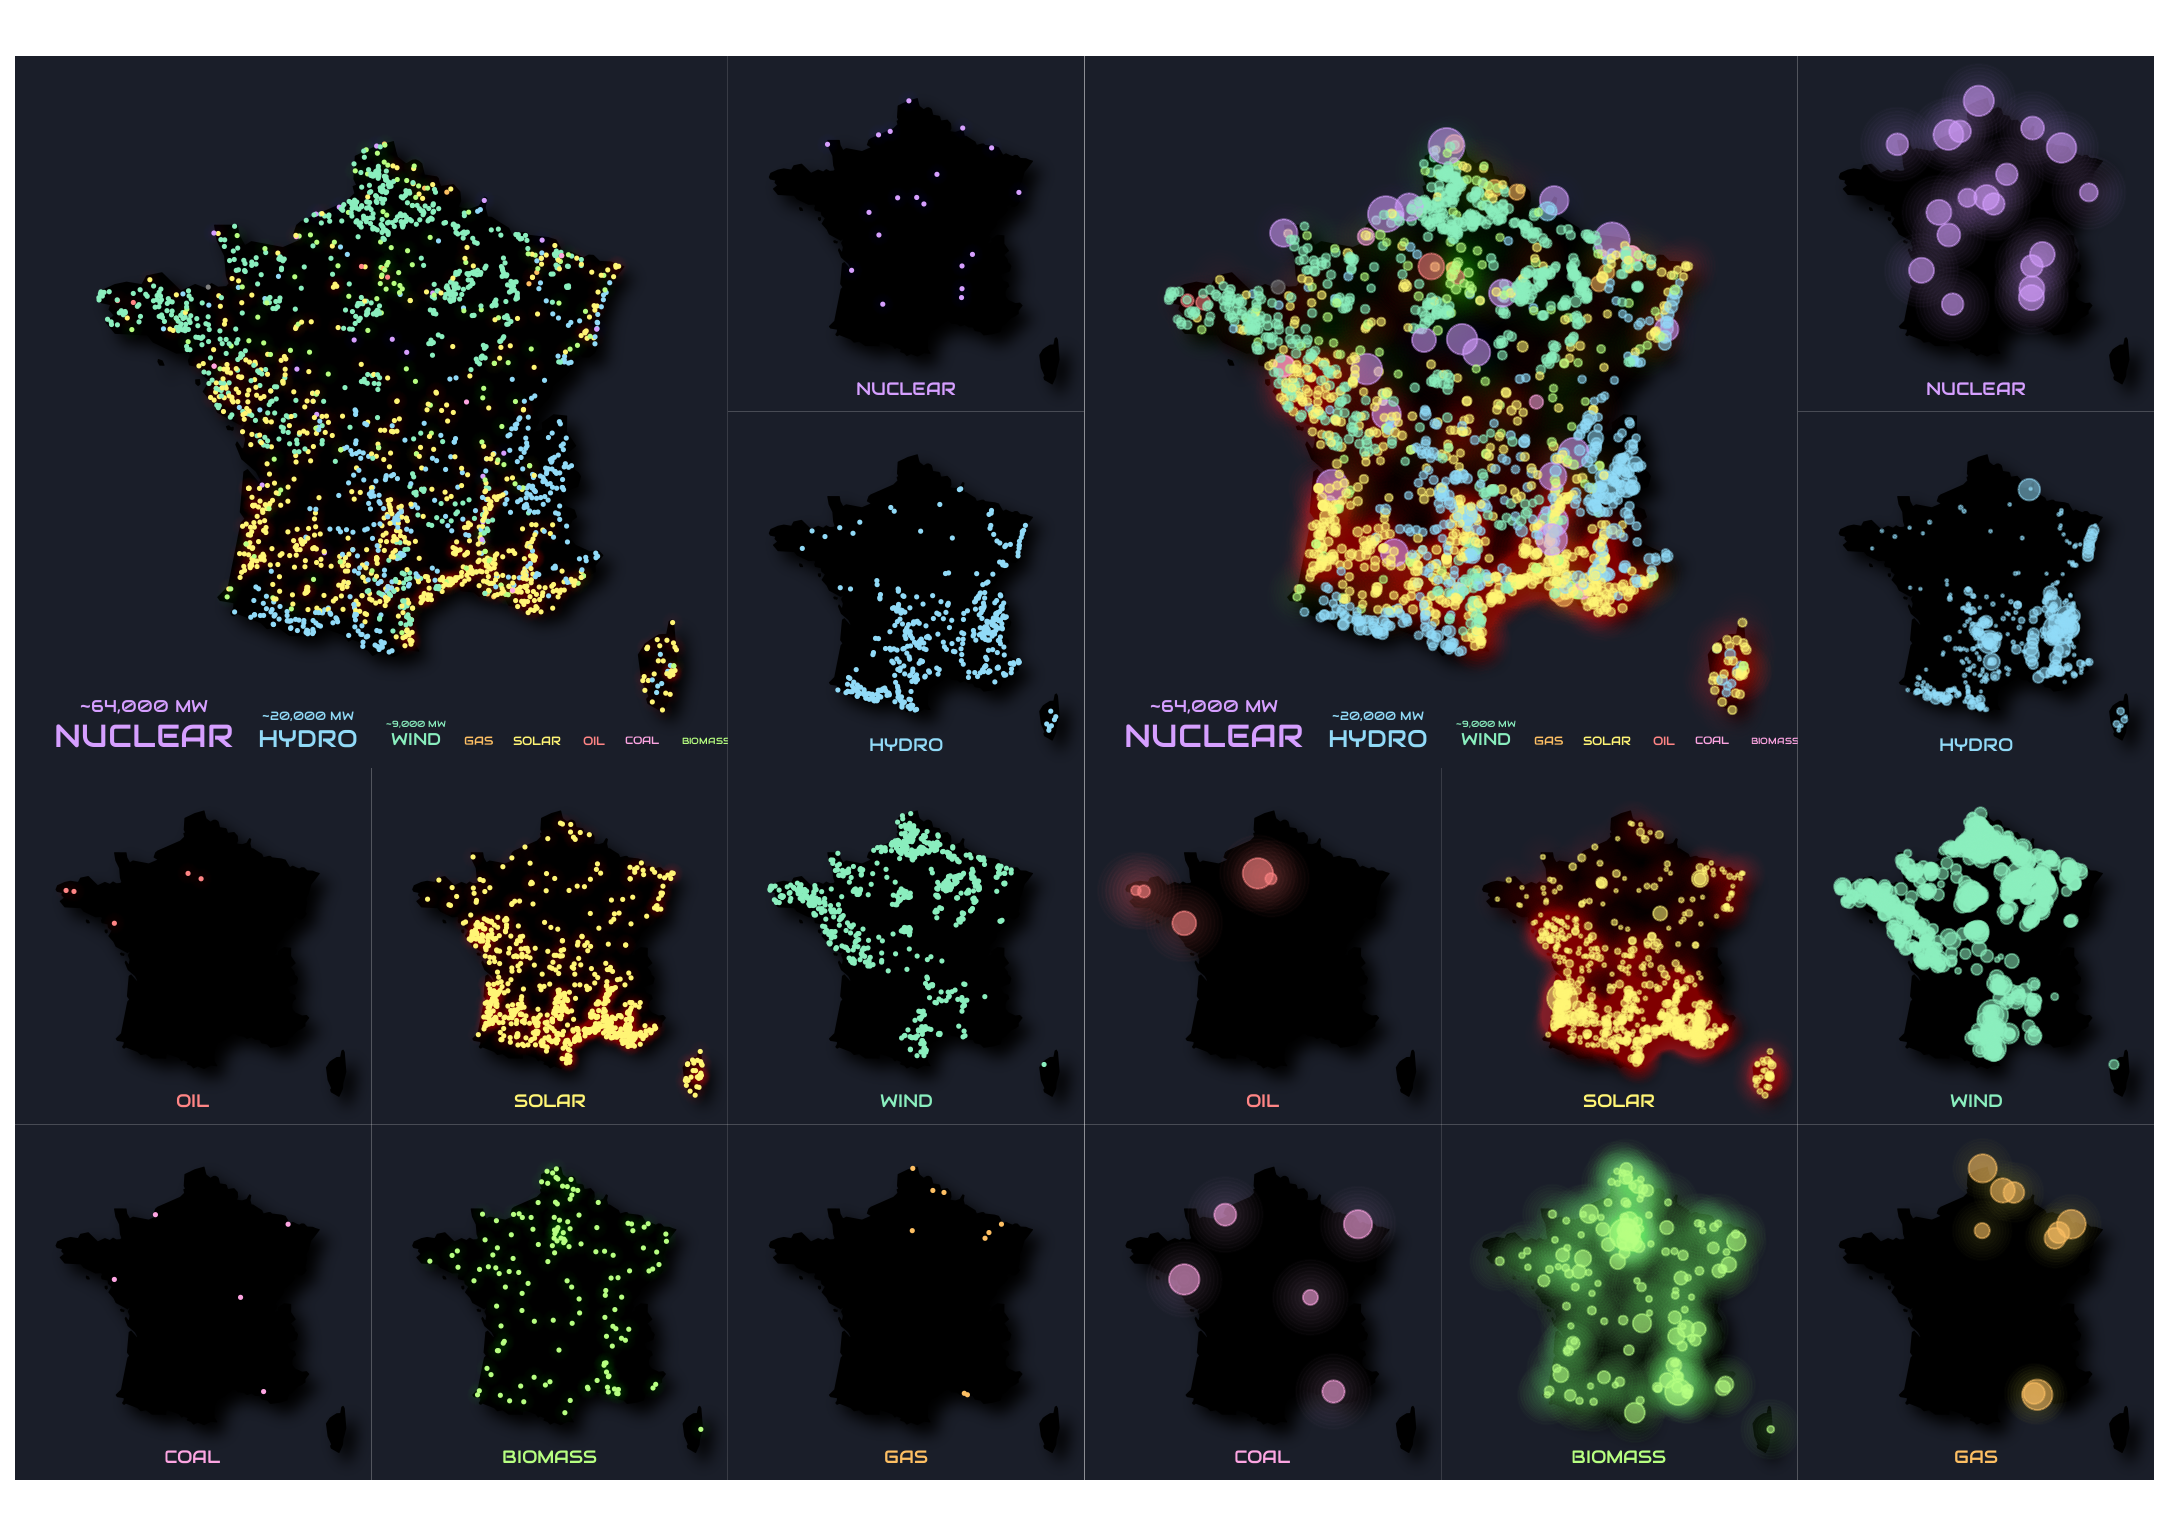 NUCLEAR
HYDRO
~64,000 MW
NUCLEAR
~20,000 MW
HYDRO
~9,000 MW
WIND
GAS
SOLAR
OIL
COAL
BIOMASS
OIL
SOLAR
WIND
COAL
BIOMASS
GAS
NUCLEAR
HYDRO
~64,000 MW
NUCLEAR
~20,000 MW
HYDRO
~9,000 MW
WIND
GAS
SOLAR
OIL
COAL
BIOMASS
OIL
SOLAR
WIND
COAL
BIOMASS
GAS